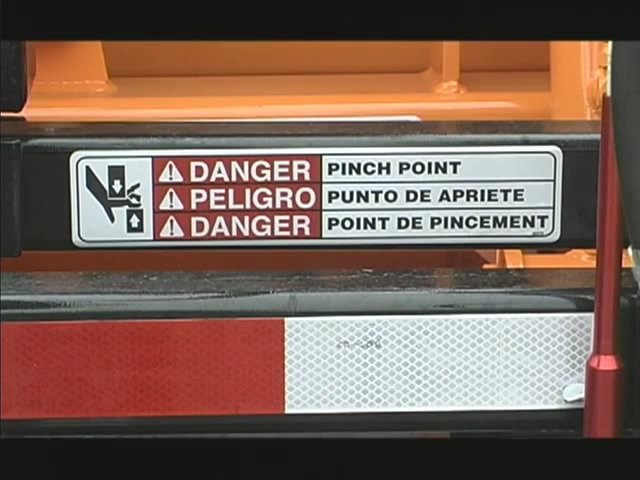 DANGER PINCH POINT
PELIGRO PUNTO DE APRIETE
DANGER POINT DE PINCEMENT